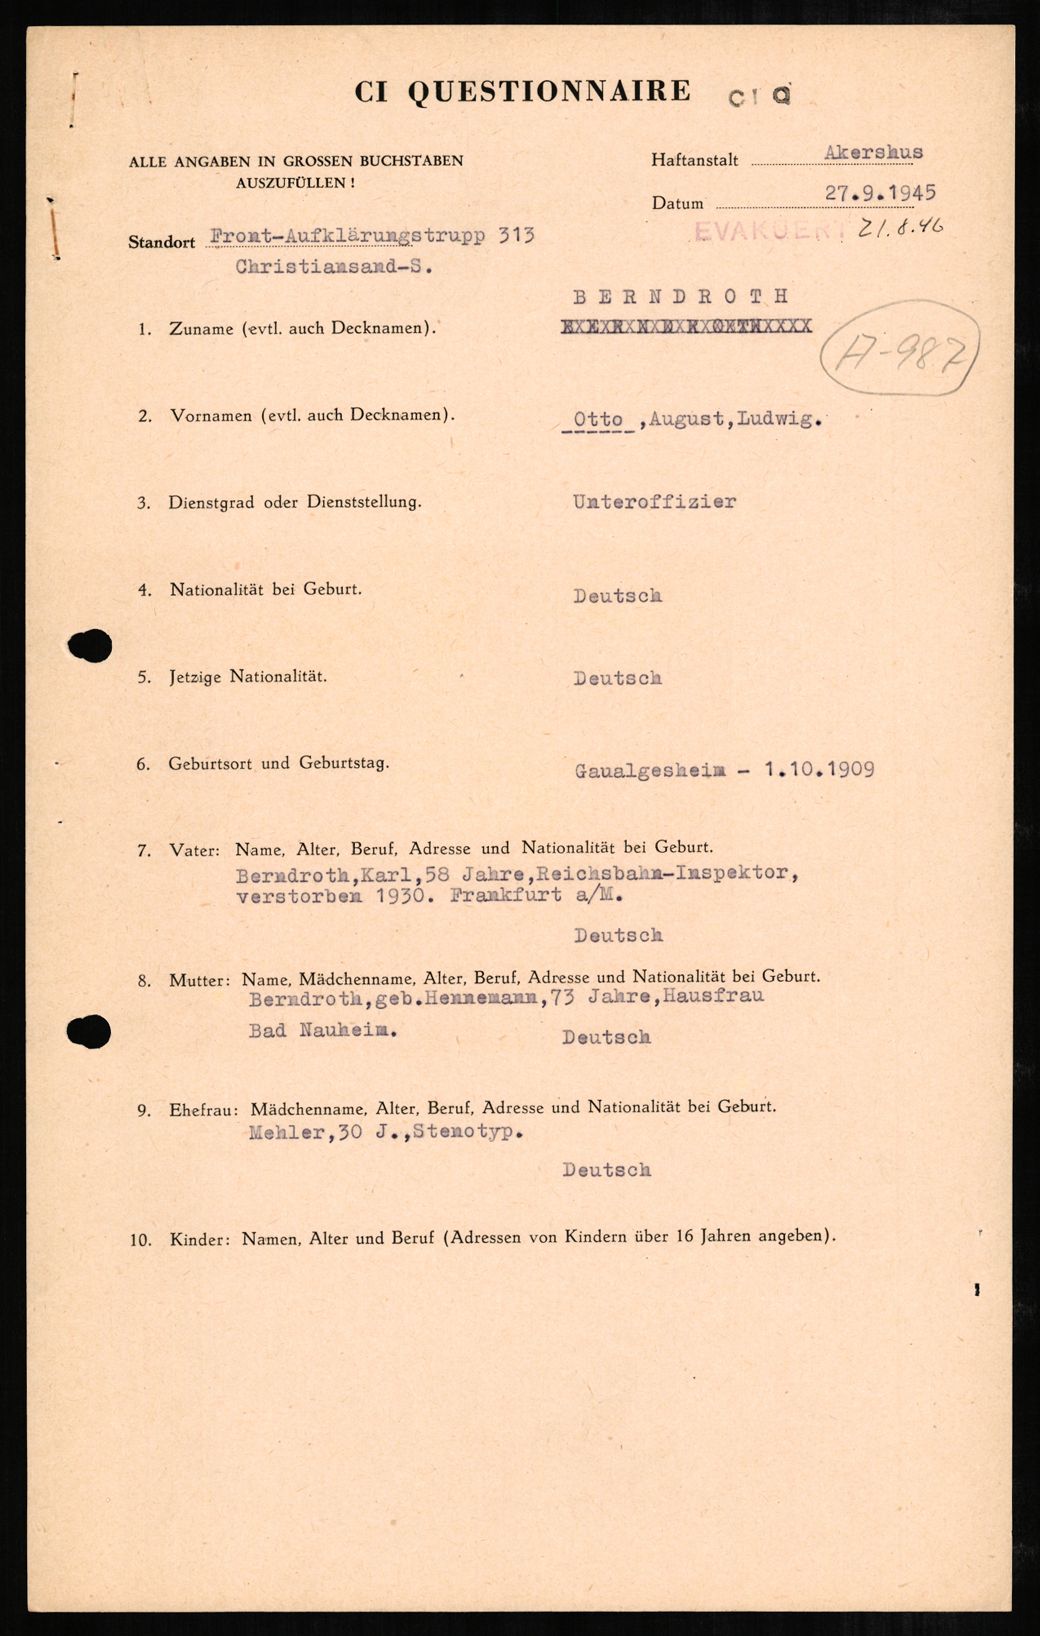 CI QUESTIONNAIRE C I Q
ALLE ANGABEN IN GROSSEN BUCHSTABEN
AUSZUFÜLLEN !
Haftanstalt Akershus
Datum 27.9.1945
EVAKUERT 21.8.46
Standort Front-Aufklärungstrupp 313
Christiansand-S.
B E R N D R O T H
1. Zuname (evtl. auch Decknamen).
A-987
2. Vornamen (evtl. auch Decknamen). Otto ,August,Ludwig.
3. Dienstgrad oder Dienststellung. Unteroffizier
4. Nationalität bei Geburt. Deutsch
5. Jetzige Nationalität. Deutsch
6. Geburtsort und Geburtstag. Gaualgesheim - 1.10.1909
7. Vater: Name, Alter, Beruf, Adresse und Nationalität bei Geburt.
Berndroth,Karl,58 Jahre,Reichsbahn-Inspektor,
verstorben 1930. Frankfurt a/M.
Deutsch
8. Mutter: Name, Mädchenname, Alter, Beruf, Adresse und Nationalität bei Geburt.
Berndroth,geb.Hennemann,73 Jahre,Hausfrau
Bad Nauheim. Deutsch
9. Ehefrau: Mädchenname, Alter, Beruf, Adresse und Nationalität bei Geburt.
Mehler,30 J.,Stenotyp.
Deutsch
10. Kinder: Namen, Alter und Beruf (Adressen von Kindern über 16 Jahren angeben).